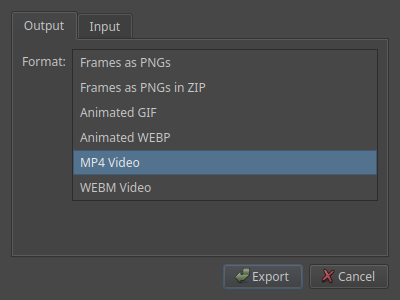 Output Input
Format:
Frames as PNGs
Frames as PNGs in ZIP
Animated GIF
Animated WEBP
MP4 Video
WEBM Video
Export Cancel